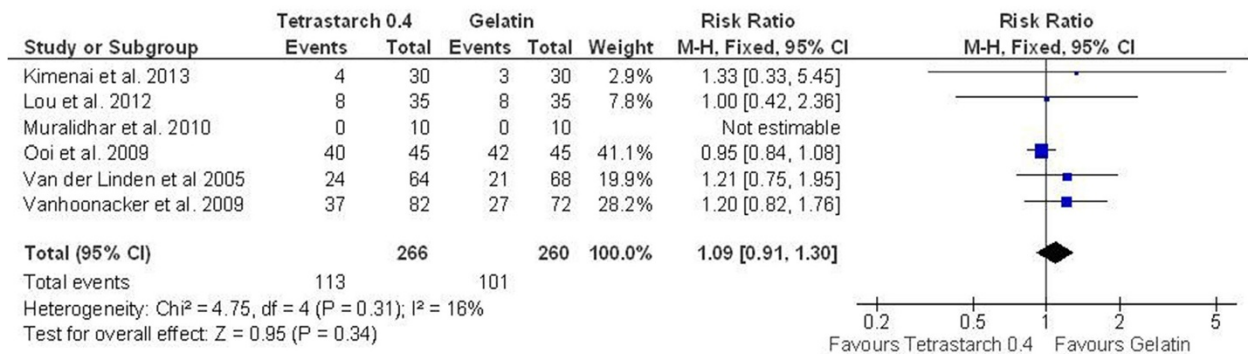 Tetrastarch 0.4 Gelatin Risk Ratio Risk Ratio
Study or Subgroup Events Total Events Total Weight M-H, Fixed, 95% CI M-H, Fixed, 95% CI
Kimenai et al. 2013 4 30 3 30 2.9% 1.33 [0.33, 5.45]
Lou et al. 2012 8 35 8 35 7.8% 1.00 [0.42, 2.36]
Muralidhar et al. 2010 0 10 0 10 Not estimable
Ooi et al. 2009 40 45 42 45 41.1% 0.95 [0.84, 1.08]
Van der Linden et al 2005 24 64 21 68 19.9% 1.21 [0.75, 1.95]
Vanhoonacker et al. 2009 37 82 27 72 28.2% 1.20 [0.82, 1.76]
Total (95% CI) 266 260 100.0% 1.09 [0.91, 1.30]
Total events 113 101
Heterogeneity: Chi² = 4.75, df = 4 (P = 0.31); I² = 16%
Test for overall effect: Z = 0.95 (P = 0.34)
0.2 0.5 1 2 5
Favours Tetrastarch 0.4 Favours Gelatin